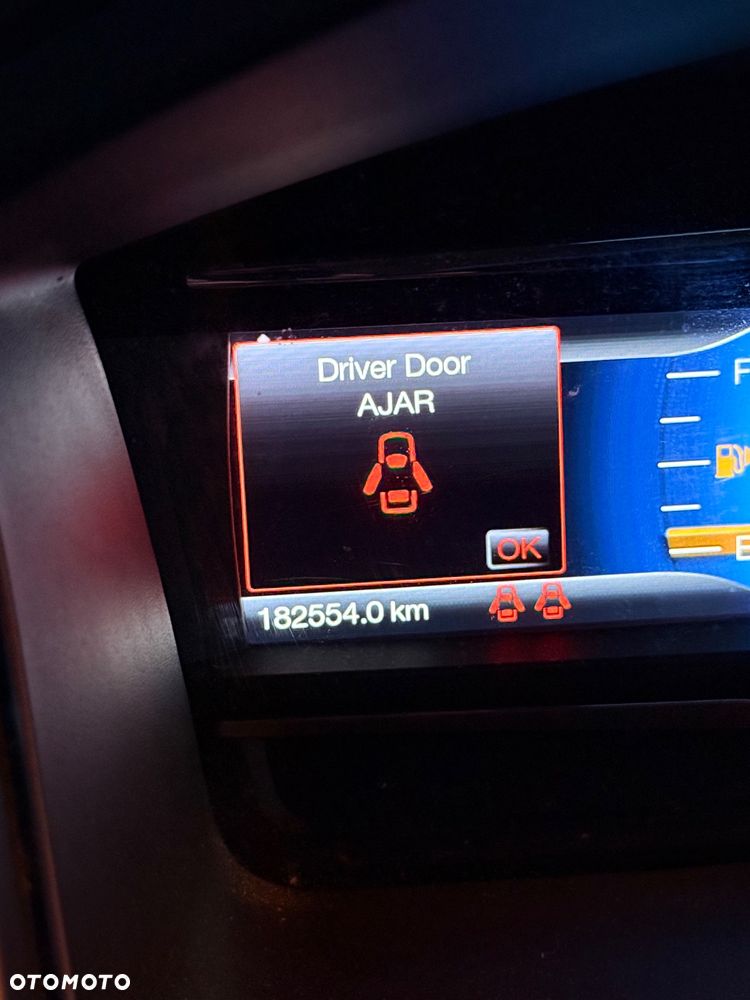 Driver Door
AJAR
OK
182554.0 km
F
E
OTOMOTO